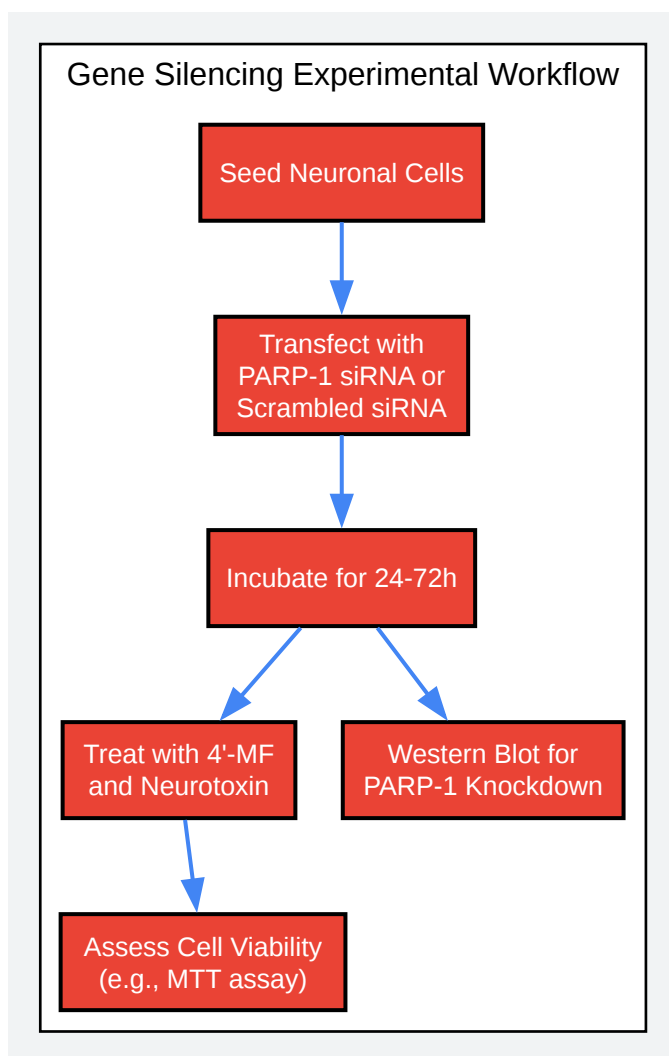 Gene Silencing Experimental Workflow
Seed Neuronal Cells
Transfect with
PARP-1 siRNA or
Scrambled siRNA
Incubate for 24-72h
Treat with 4'-MF
and Neurotoxin
Western Blot for
PARP-1 Knockdown
Assess Cell Viability
(e.g., MTT assay)